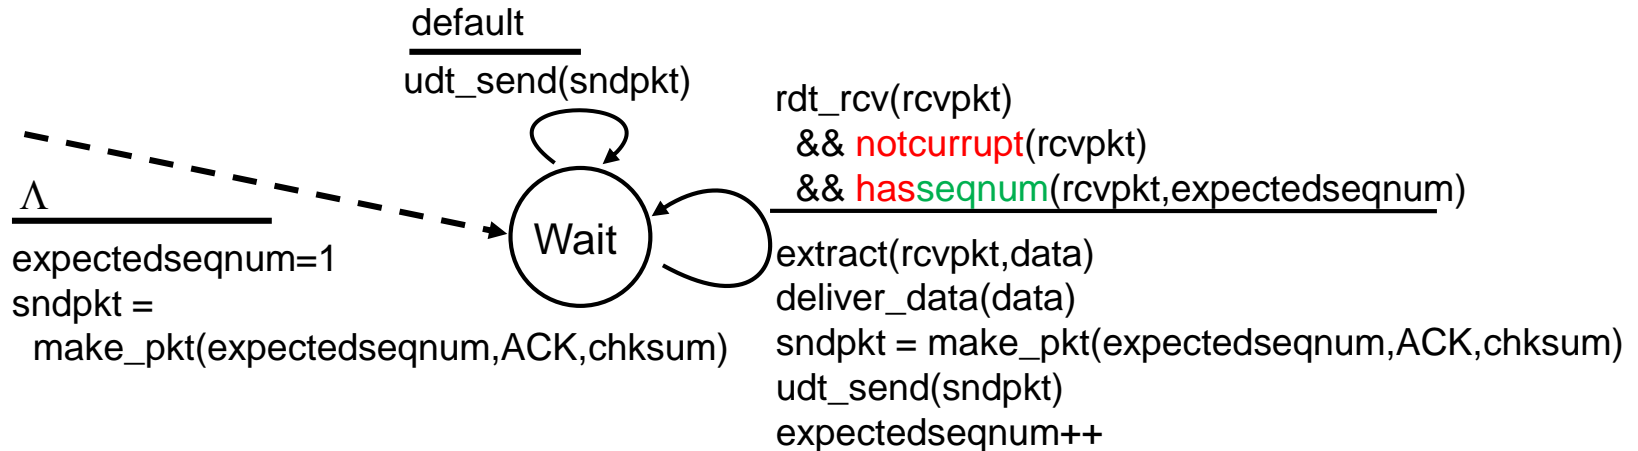 default
udt_send(sndpkt)
rdt_rcv(rcvpkt)
&& notcurrupt(rcvpkt)
&& hasseqnum(rcvpkt,expectedseqnum)
Λ
expectedseqnum=1
sndpkt =
make_pkt(expectedseqnum,ACK,chksum)
Wait
extract(rcvpkt,data)
deliver_data(data)
sndpkt = make_pkt(expectedseqnum,ACK,chksum)
udt_send(sndpkt)
expectedseqnum++